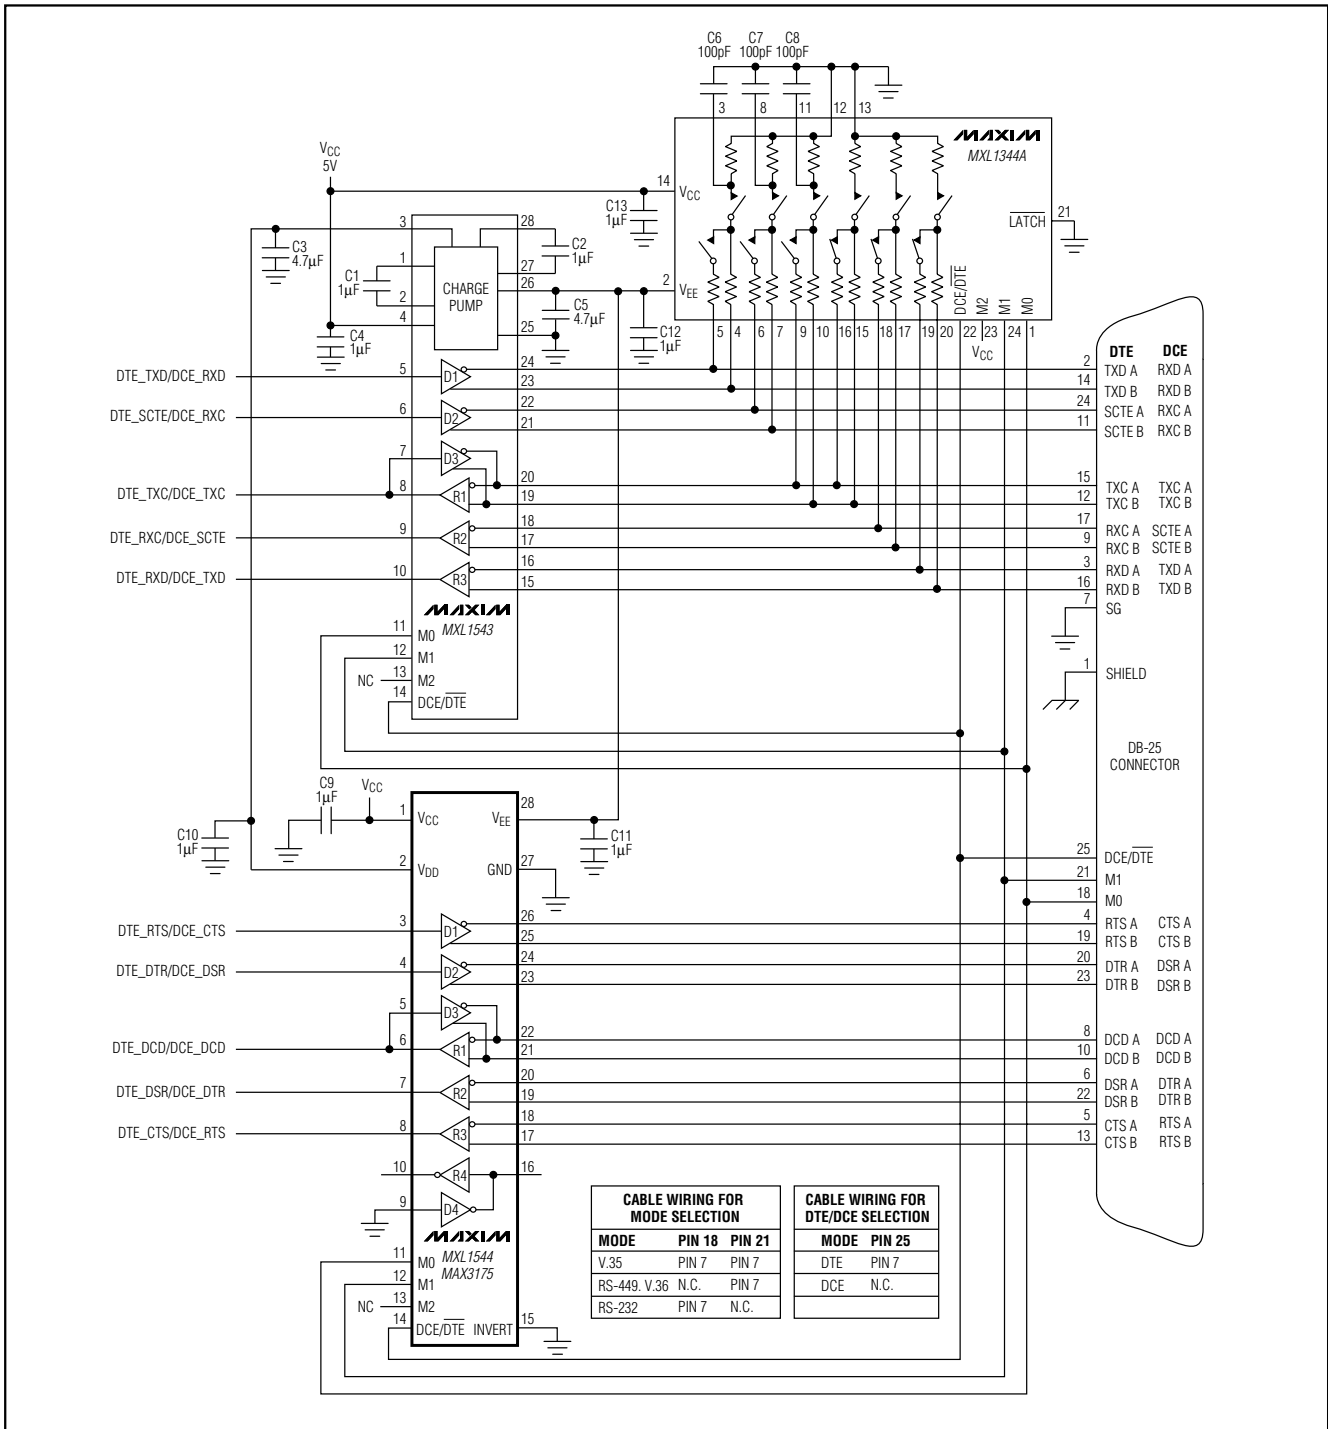 C6 C7 C8
100pF 100pF 100pF
3 8 11 12 13
MAXIM
MXL1344A
VCC
5V
14 VCC
C13
1µF
21
LATCH
3 28
C3
4.7µF
C2
1µF
1 27
C1
1µF
CHARGE
PUMP
2 26
2 VEE
C5
4.7µF
4 25
C4
1µF
C12
1µF
DCE/DTE M2 M1 M0
5 4 6 7 9 10 16 15 18 17 19 20 22 23 24 1
VCC
DTE DCE
DTE_TXD/DCE_RXD 5 D1 24 2 TXD A RXD A
23 14 TXD B RXD B
DTE_SCTE/DCE_RXC 6 D2 22 24 SCTE A RXC A
21 11 SCTE B RXC B
7 D3
DTE_TXC/DCE_TXC 8 R1 20 15 TXC A TXC A
19 12 TXC B TXC B
DTE_RXC/DCE_SCTE 9 R2 18 17 RXC A SCTE A
17 9 RXC B SCTE B
DTE_RXD/DCE_TXD 10 R3 16 3 RXD A TXD A
15 16 RXD B TXD B
7 SG
MAXIM
MXL1543
11 M0
12 M1
NC 13 M2
14 DCE/DTE
1 SHIELD
DB-25
CONNECTOR
C9
1µF
VCC
1 VCC VEE 28
C10
1µF
C11
1µF
2 VDD GND 27
25 DCE/DTE
21 M1
18 M0
DTE_RTS/DCE_CTS 3 D1 26 4 RTS A CTS A
25 19 RTS B CTS B
DTE_DTR/DCE_DSR 4 D2 24 20 DTR A DSR A
23 23 DTR B DSR B
5 D3
DTE_DCD/DCE_DCD 6 R1 22 8 DCD A DCD A
21 10 DCD B DCD B
DTE_DSR/DCE_DTR 7 R2 20 6 DSR A DTR A
19 22 DSR B DTR B
DTE_CTS/DCE_RTS 8 R3 18 5 CTS A RTS A
17 13 CTS B RTS B
10 R4 16
9 D4
MAXIM
MXL1544
MAX3175
11 M0
12 M1
NC 13 M2
14 DCE/DTE INVERT 15
CABLE WIRING FOR
MODE SELECTION
MODE PIN 18 PIN 21
V.35 PIN 7 PIN 7
RS-449. V.36 N.C. PIN 7
RS-232 PIN 7 N.C.
CABLE WIRING FOR
DTE/DCE SELECTION
MODE PIN 25
DTE PIN 7
DCE N.C.